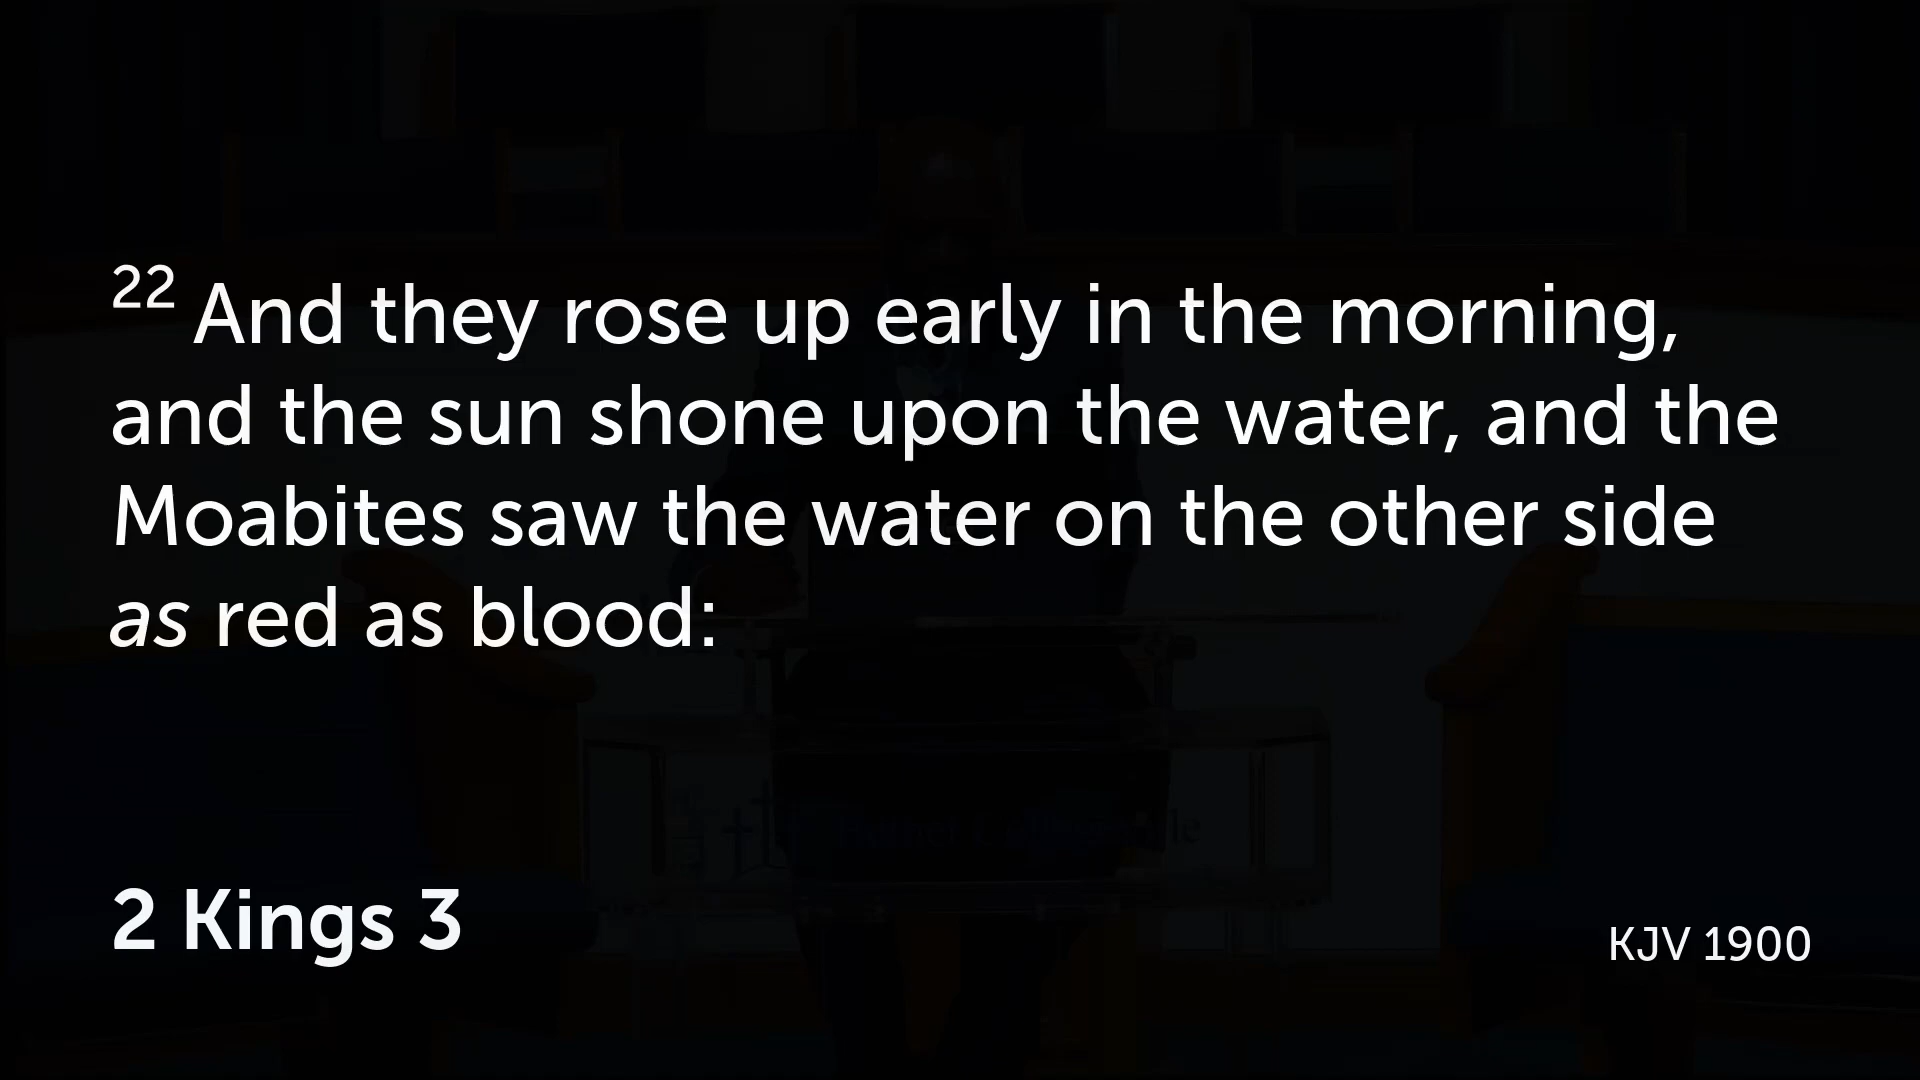 22 And they rose up early in the morning,
and the sun shone upon the water, and the
Moabites saw the water on the other side
as red as blood:
2 Kings 3
KJV 1900